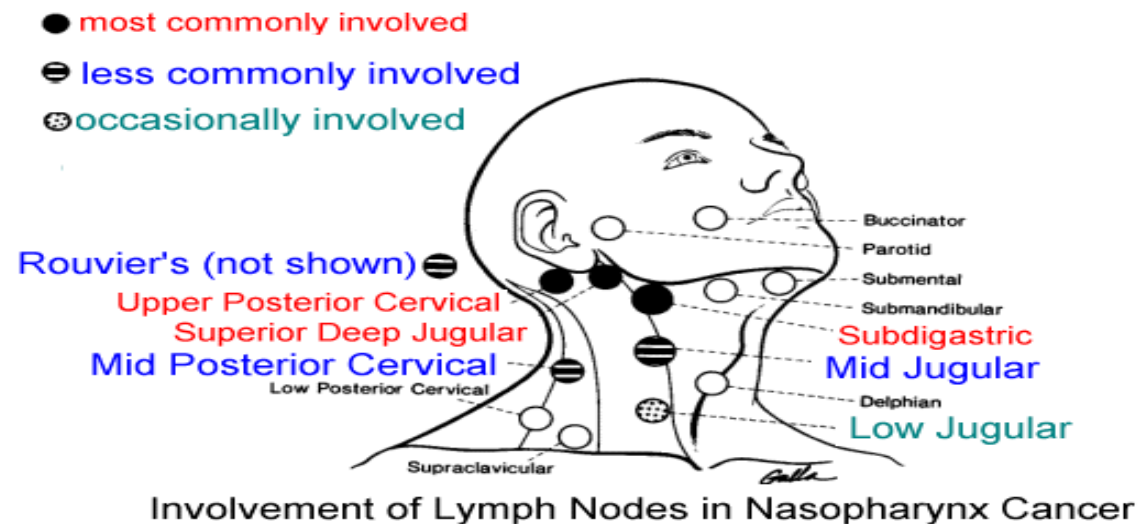 most commonly involved
less commonly involved
occasionally involved
Buccinator
Parotid
Rouvier's (not shown)
Submental
Upper Posterior Cervical
Submandibular
Superior Deep Jugular
Subdigastric
Mid Posterior Cervical
Mid Jugular
Low Posterior Cervical
Delphian
Low Jugular
Supraclavicular
Involvement of Lymph Nodes in Nasopharynx Cancer